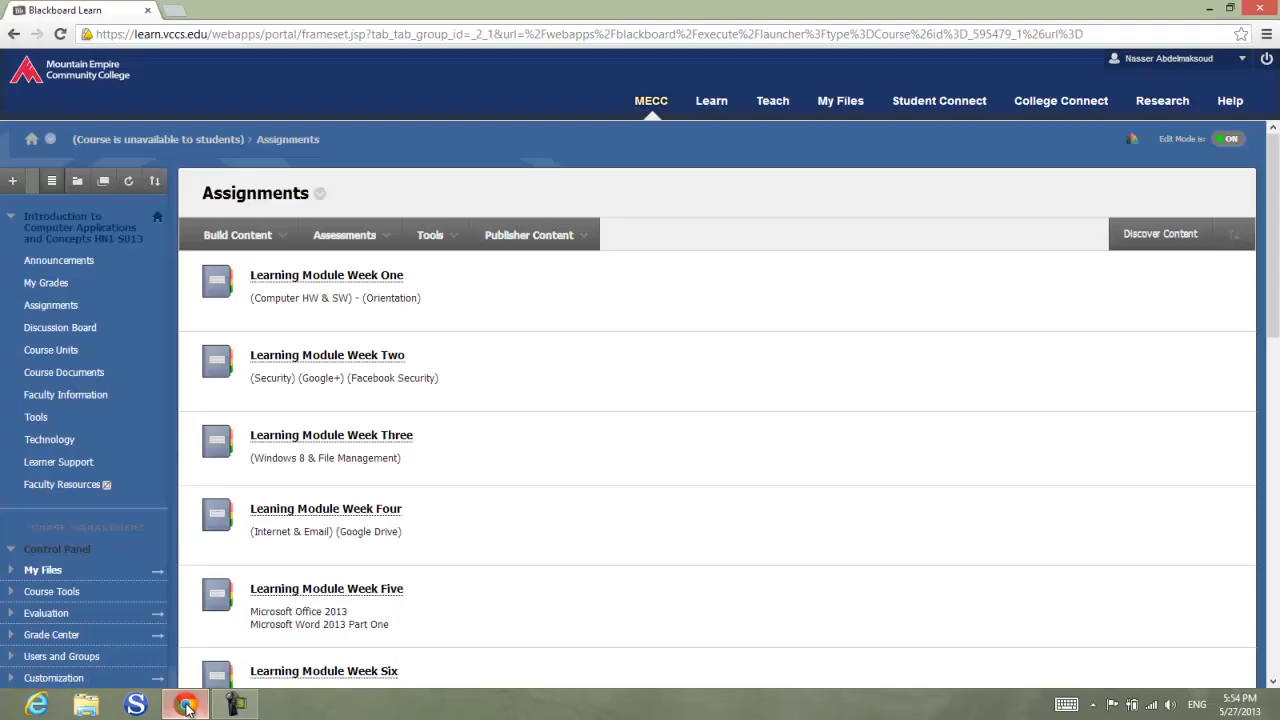 Blackboard Learn
https://learn.vccs.edu/webapps/portal/frameset.jsp?tab_tab_group_id=_2_1&url=%2Fwebapps%2Fblackboard%2Fexecute%2Flauncher%3Ftype%3DCourse%26id%3D_595479_1%26url%3D
Mountain Empire
Community College
Nasser Abdelmaksoud
MECC Learn Teach My Files Student Connect College Connect Research Help
(Course is unavailable to students) > Assignments
Edit Mode is: ON
Assignments
Build Content Assessments Tools Publisher Content Discover Content
Introduction to
Computer Applications
and Concepts HN1 SU13
Announcements
My Grades
Assignments
Discussion Board
Course Units
Course Documents
Faculty Information
Tools
Technology
Learner Support
Faculty Resources
COURSE MANAGEMENT
Control Panel
My Files
Course Tools
Evaluation
Grade Center
Users and Groups
Customization
Learning Module Week One
(Computer HW & SW) - (Orientation)
Learning Module Week Two
(Security) (Google+) (Facebook Security)
Learning Module Week Three
(Windows 8 & File Management)
Leaning Module Week Four
(Internet & Email) (Google Drive)
Learning Module Week Five
Microsoft Office 2013
Microsoft Word 2013 Part One
Learning Module Week Six
ENG
5:54 PM
5/27/2013